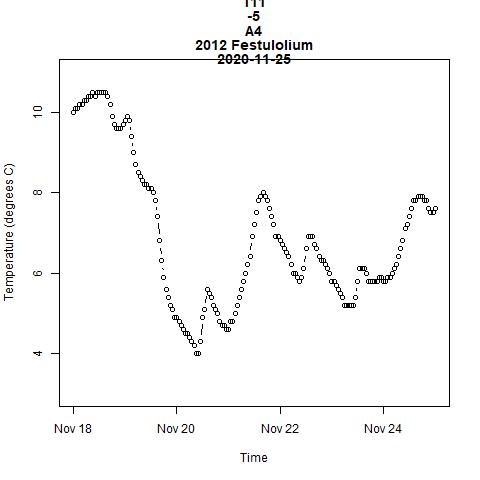 T11
-5
A4
2012 Festulolium
2020-11-25
10
8
6
4
Temperature (degrees C)
Nov 18 Nov 20 Nov 22 Nov 24
Time